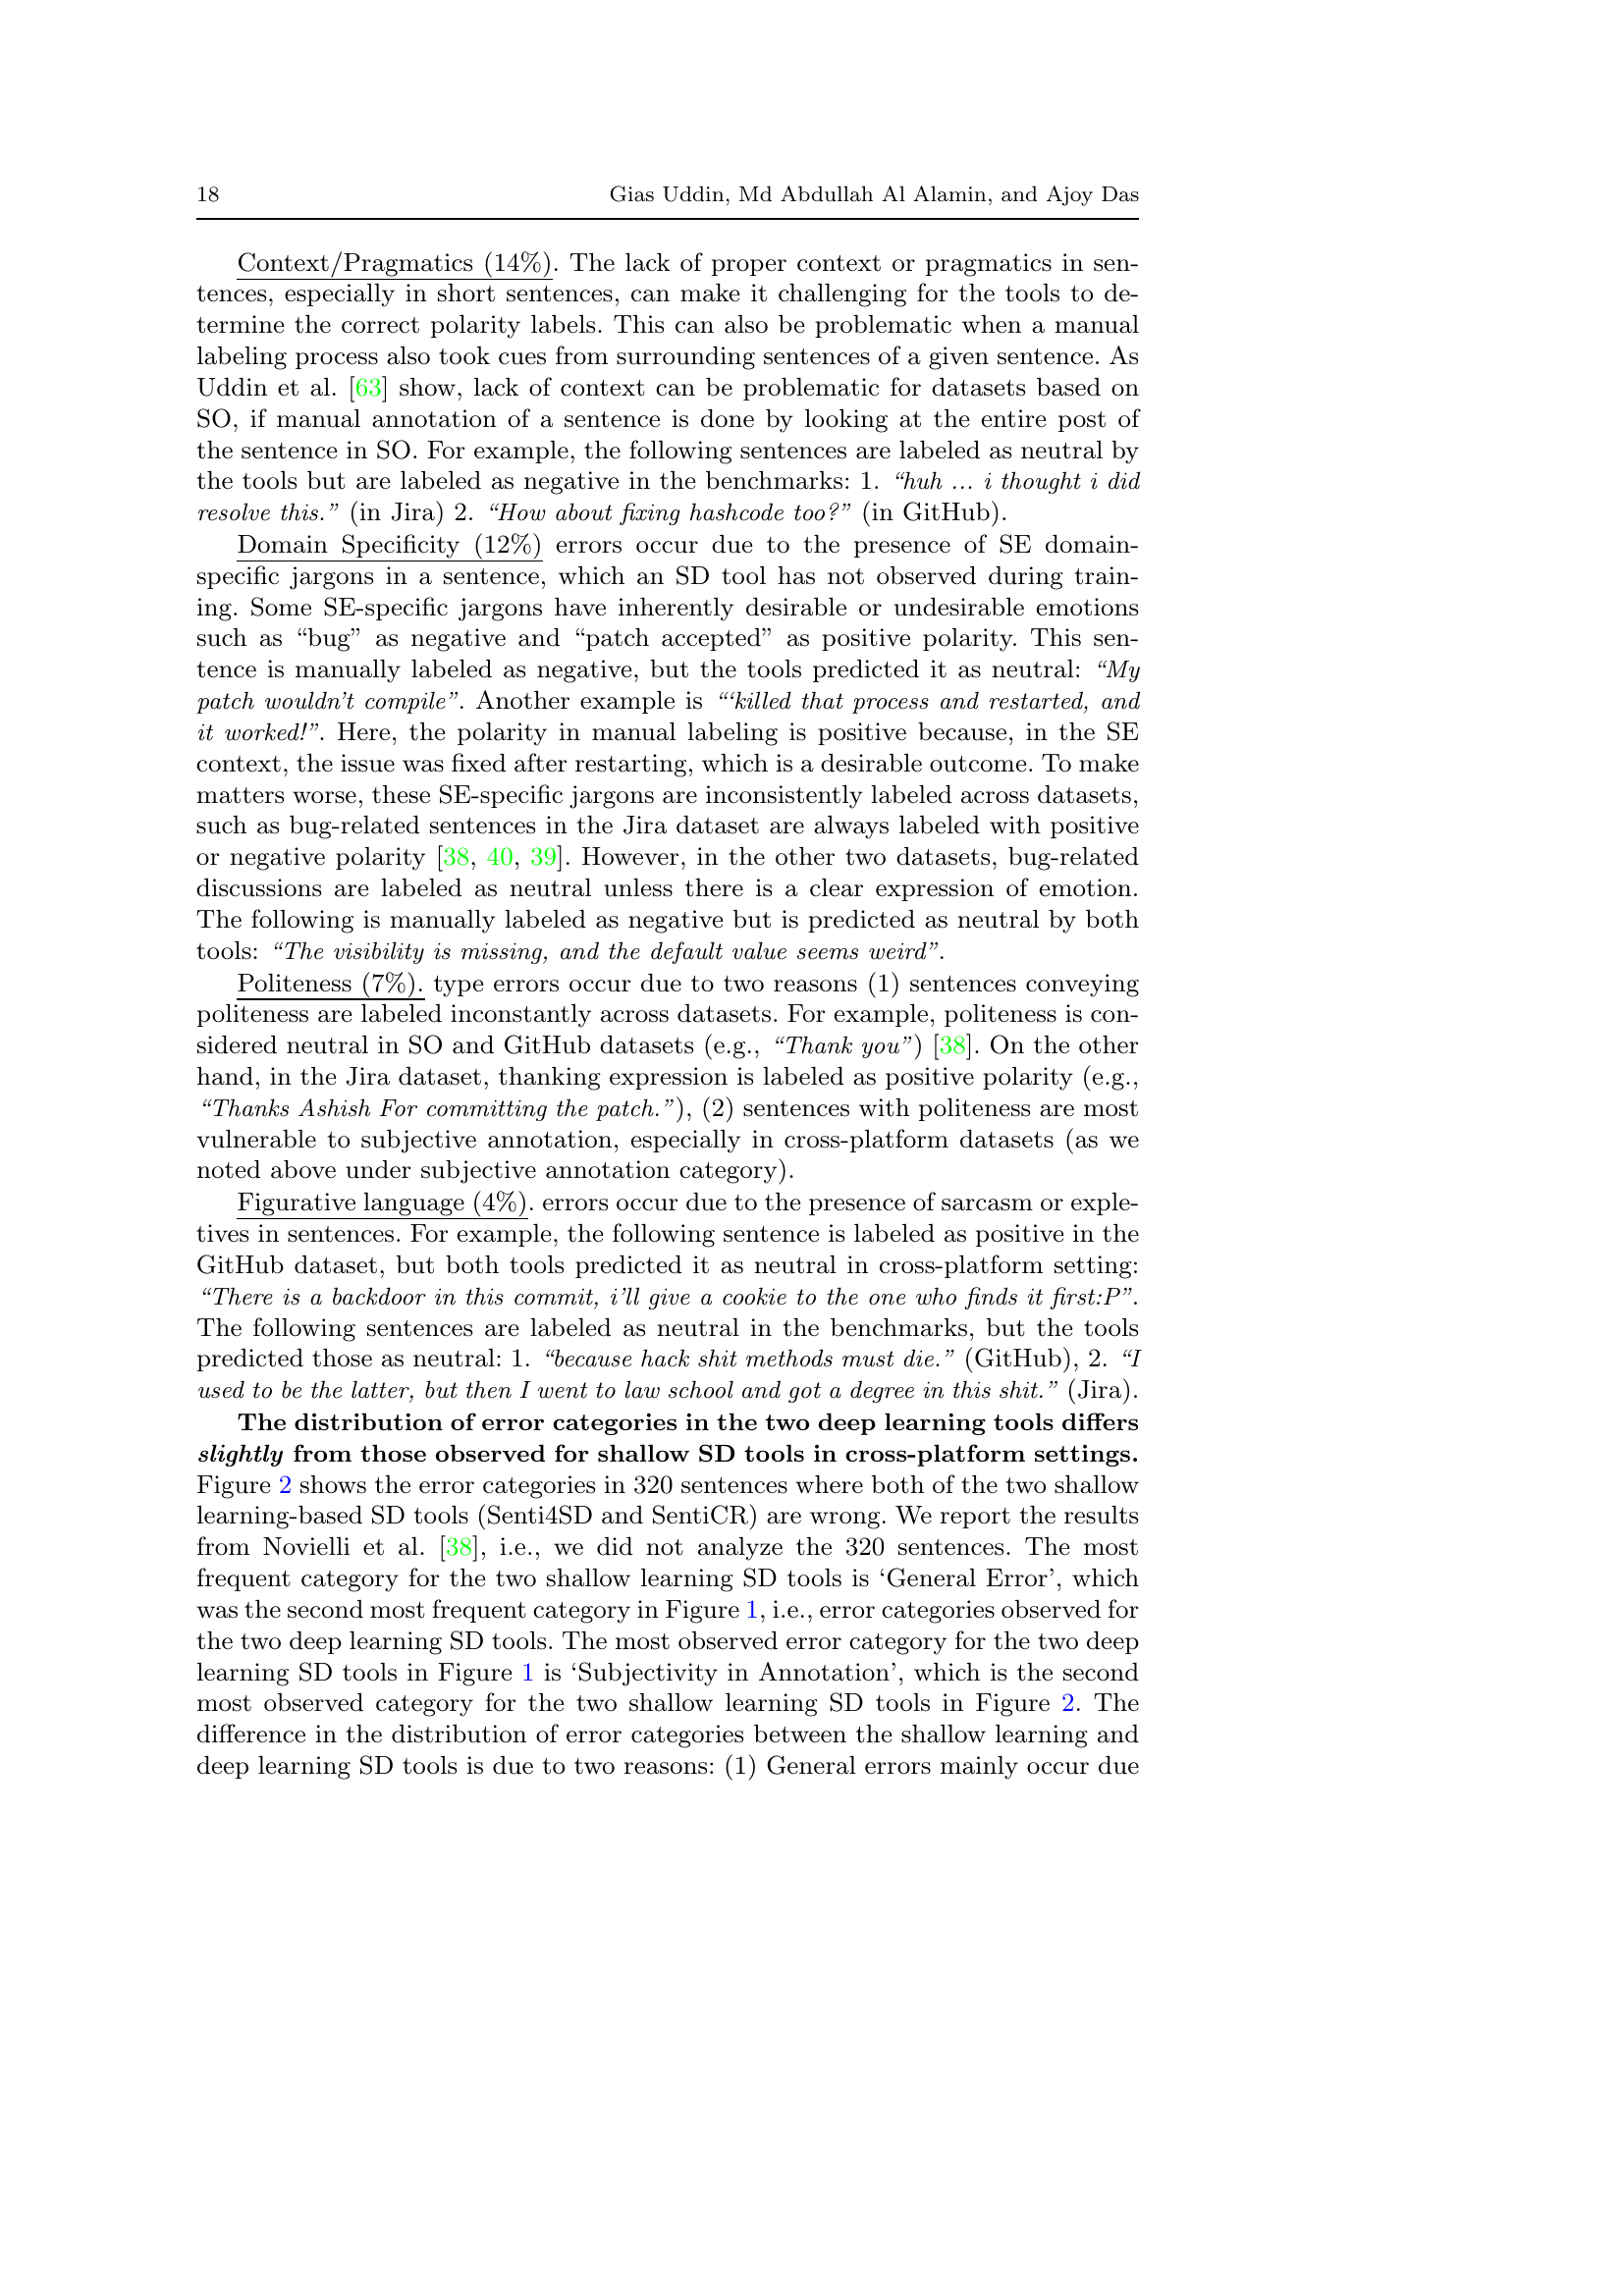 18 Gias Uddin, Md Abdullah Al Alamin, and Ajoy Das
Context/Pragmatics (14%). The lack of proper context or pragmatics in sen-
tences, especially in short sentences, can make it challenging for the tools to de-
termine the correct polarity labels. This can also be problematic when a manual
labeling process also took cues from surrounding sentences of a given sentence. As
Uddin et al. [63] show, lack of context can be problematic for datasets based on
SO, if manual annotation of a sentence is done by looking at the entire post of
the sentence in SO. For example, the following sentences are labeled as neutral by
the tools but are labeled as negative in the benchmarks: 1. “huh ... i thought i did
resolve this.” (in Jira) 2. “How about fixing hashcode too?” (in GitHub).
Domain Specificity (12%) errors occur due to the presence of SE domain-
specific jargons in a sentence, which an SD tool has not observed during train-
ing. Some SE-specific jargons have inherently desirable or undesirable emotions
such as “bug” as negative and “patch accepted” as positive polarity. This sen-
tence is manually labeled as negative, but the tools predicted it as neutral: “My
patch wouldn’t compile”. Another example is “‘killed that process and restarted, and
it worked!”. Here, the polarity in manual labeling is positive because, in the SE
context, the issue was fixed after restarting, which is a desirable outcome. To make
matters worse, these SE-specific jargons are inconsistently labeled across datasets,
such as bug-related sentences in the Jira dataset are always labeled with positive
or negative polarity [38, 40, 39]. However, in the other two datasets, bug-related
discussions are labeled as neutral unless there is a clear expression of emotion.
The following is manually labeled as negative but is predicted as neutral by both
tools: “The visibility is missing, and the default value seems weird”.
Politeness (7%). type errors occur due to two reasons (1) sentences conveying
politeness are labeled inconstantly across datasets. For example, politeness is con-
sidered neutral in SO and GitHub datasets (e.g., “Thank you”) [38]. On the other
hand, in the Jira dataset, thanking expression is labeled as positive polarity (e.g.,
“Thanks Ashish For committing the patch.”), (2) sentences with politeness are most
vulnerable to subjective annotation, especially in cross-platform datasets (as we
noted above under subjective annotation category).
Figurative language (4%). errors occur due to the presence of sarcasm or exple-
tives in sentences. For example, the following sentence is labeled as positive in the
GitHub dataset, but both tools predicted it as neutral in cross-platform setting:
“There is a backdoor in this commit, i’ll give a cookie to the one who finds it first:P”.
The following sentences are labeled as neutral in the benchmarks, but the tools
predicted those as neutral: 1. “because hack shit methods must die.” (GitHub), 2. “I
used to be the latter, but then I went to law school and got a degree in this shit.” (Jira).
The distribution of error categories in the two deep learning tools differs
slightly from those observed for shallow SD tools in cross-platform settings.
Figure 2 shows the error categories in 320 sentences where both of the two shallow
learning-based SD tools (Senti4SD and SentiCR) are wrong. We report the results
from Novielli et al. [38], i.e., we did not analyze the 320 sentences. The most
frequent category for the two shallow learning SD tools is ‘General Error’, which
was the second most frequent category in Figure 1, i.e., error categories observed for
the two deep learning SD tools. The most observed error category for the two deep
learning SD tools in Figure 1 is ‘Subjectivity in Annotation’, which is the second
most observed category for the two shallow learning SD tools in Figure 2. The
difference in the distribution of error categories between the shallow learning and
deep learning SD tools is due to two reasons: (1) General errors mainly occur due